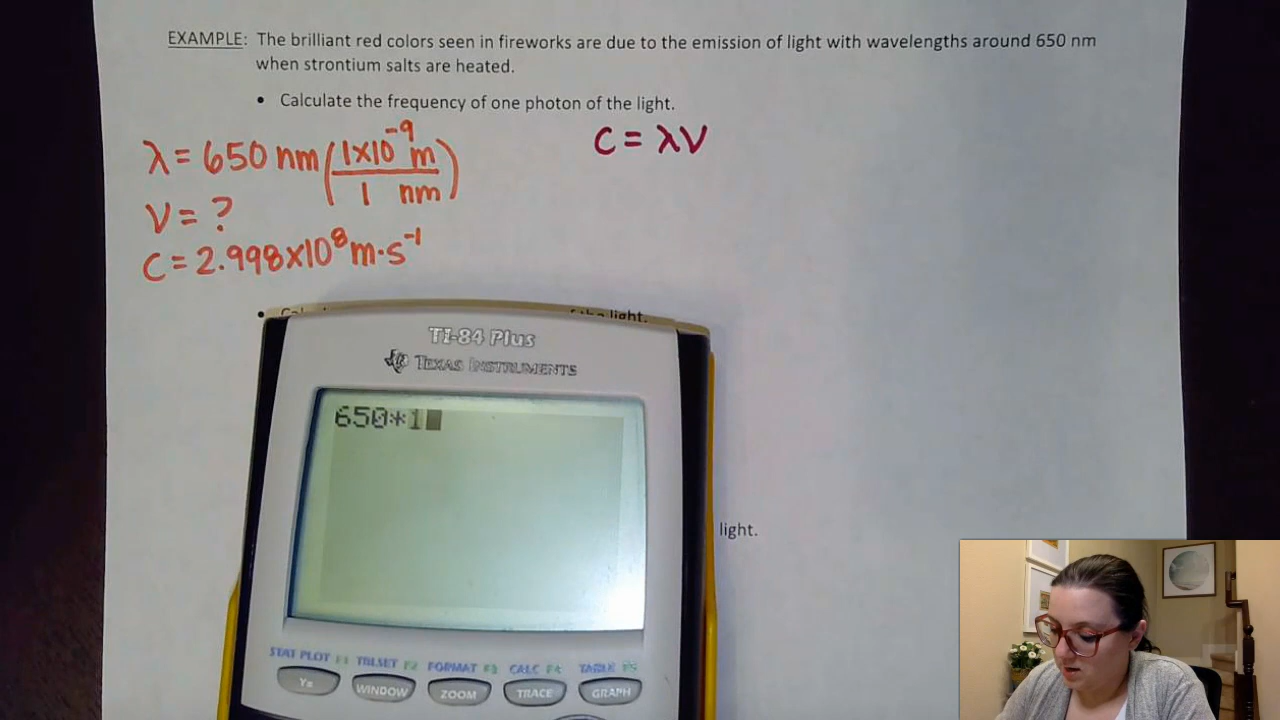 EXAMPLE: The brilliant red colors seen in fireworks are due to the emission of light with wavelengths around 650 nm
when strontium salts are heated.
• Calculate the frequency of one photon of the light.
C = λν
λ = 650 nm (1x10⁻⁹ m / 1 nm)
ν = ?
C = 2.998x10⁸ m·s⁻¹
• light.
TI-84 Plus
TEXAS INSTRUMENTS
650*1
light.
STAT PLOT F1 TBLSET F2 FORMAT F3 CALC F4 TABLE F5
Y= WINDOW ZOOM TRACE GRAPH